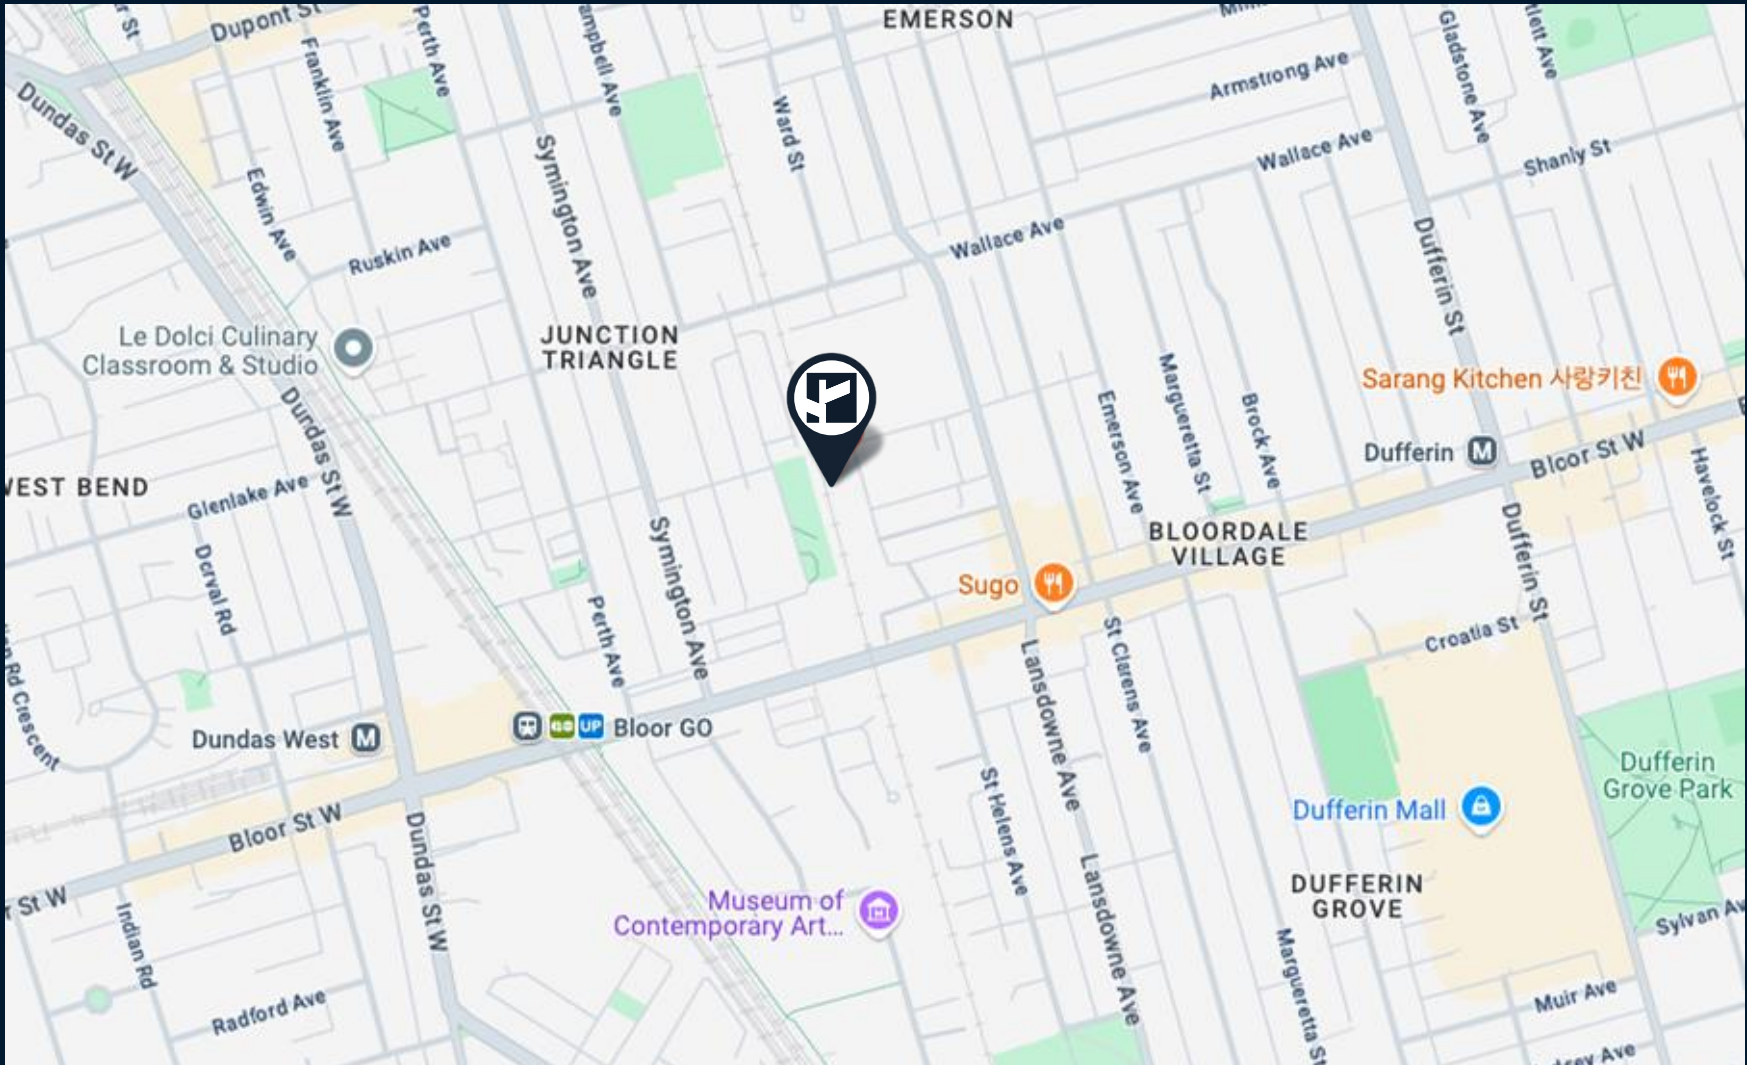 EMERSON
Dupont St
Perth Ave
Franklin Ave
Gladstone Ave
Armstrong Ave
Dundas St W
Ward St
Symington Ave
Wallace Ave
Shanly St
Edwin Ave
Ruskin Ave
Wallace Ave
Dufferin St
Le Dolci Culinary
Classroom & Studio
JUNCTION
TRIANGLE
Sarang Kitchen 사랑키친
Margueretta St
Emerson Ave
Brock Ave
Dundas St W
Dufferin
M
Bloor St W
Glenlake Ave
Havelock St
Symington Ave
BLOORDALE
VILLAGE
Dufferin St
Dorval Rd
Sugo
Perth Ave
St Clarens Ave
Croatia St
Lansdowne Ave
Dundas West
M
GO
UP
Bloor GO
St Helens Ave
Dufferin
Grove Park
Dufferin Mall
Bloor St W
Dundas St W
Lansdowne Ave
DUFFERIN
GROVE
St W
Museum of
Contemporary Art...
Indian Rd
Margueretta St
Muir Ave
Radford Ave